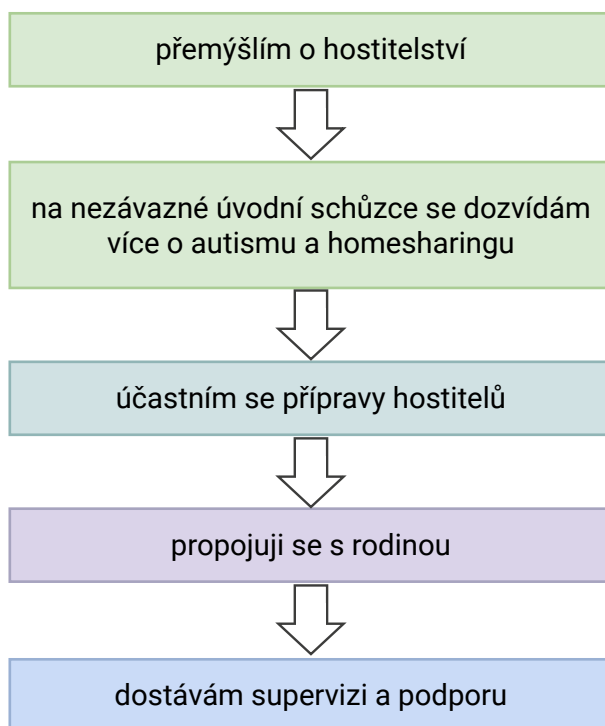 přemýšlím o hostitelství
na nezávazné úvodní schůzce se dozvídám
více o autismu a homesharingu
účastním se přípravy hostitelů
propojuji se s rodinou
dostávám supervizi a podporu